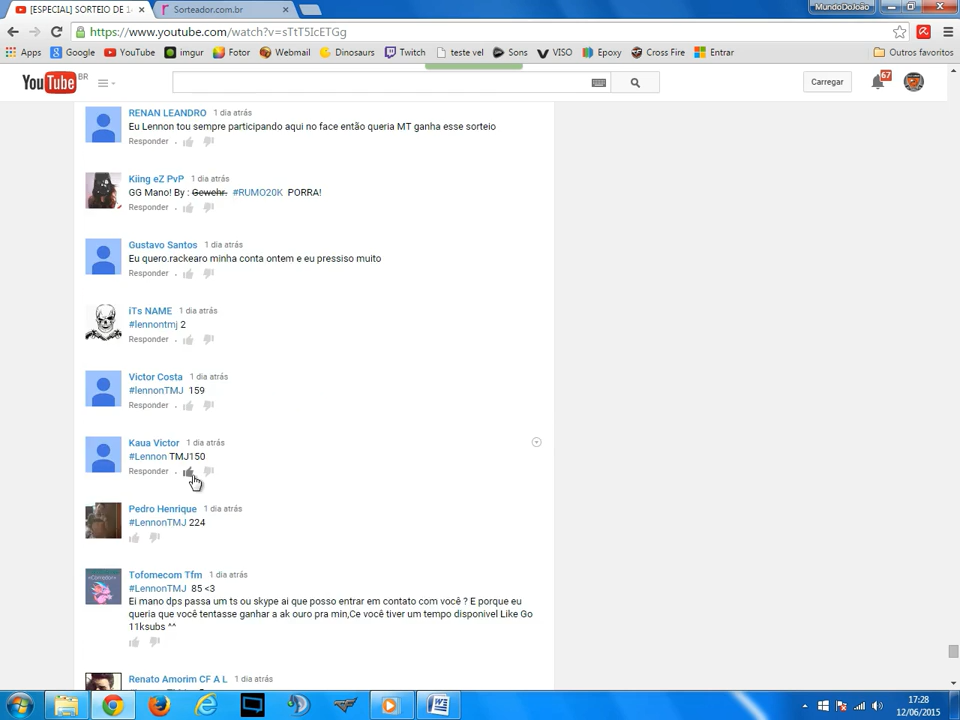 [ESPECIAL] SORTEIO DE 14
Sorteador.com.br
MundoDoJoão
https://www.youtube.com/watch?v=sTtT5IcETGg
Apps Google YouTube imgur Fotor Webmail Dinosaurs Twitch teste vel Sons VISO Epoxy Cross Fire Entrar Outros favoritos
YouTube BR
Carregar
67
RENAN LEANDRO 1 dia atrás
Eu Lennon tou sempre participando aqui no face então queria MT ganha esse sorteio
Responder
Kiing eZ PvP 1 dia atrás
GG Mano! By : Gewehr. #RUMO20K PORRA!
Responder
Gustavo Santos 1 dia atrás
Eu quero.rackearo minha conta ontem e eu pressiso muito
Responder
iTs NAME 1 dia atrás
#lennontmj 2
Responder
Victor Costa 1 dia atrás
#lennonTMJ 159
Responder
Kaua Victor 1 dia atrás
#Lennon TMJ150
Responder
Pedro Henrique 1 dia atrás
#LennonTMJ 224
Tofomecom Tfm 1 dia atrás
#LennonTMJ 85 <3
Ei mano dps passa um ts ou skype ai que posso entrar em contato com você ? E porque eu
queria que você tentasse ganhar a ak ouro pra min,Ce você tiver um tempo disponivel Like Go
11ksubs ^^
Renato Amorim CF A L 1 dia atrás
17:28
12/06/2015